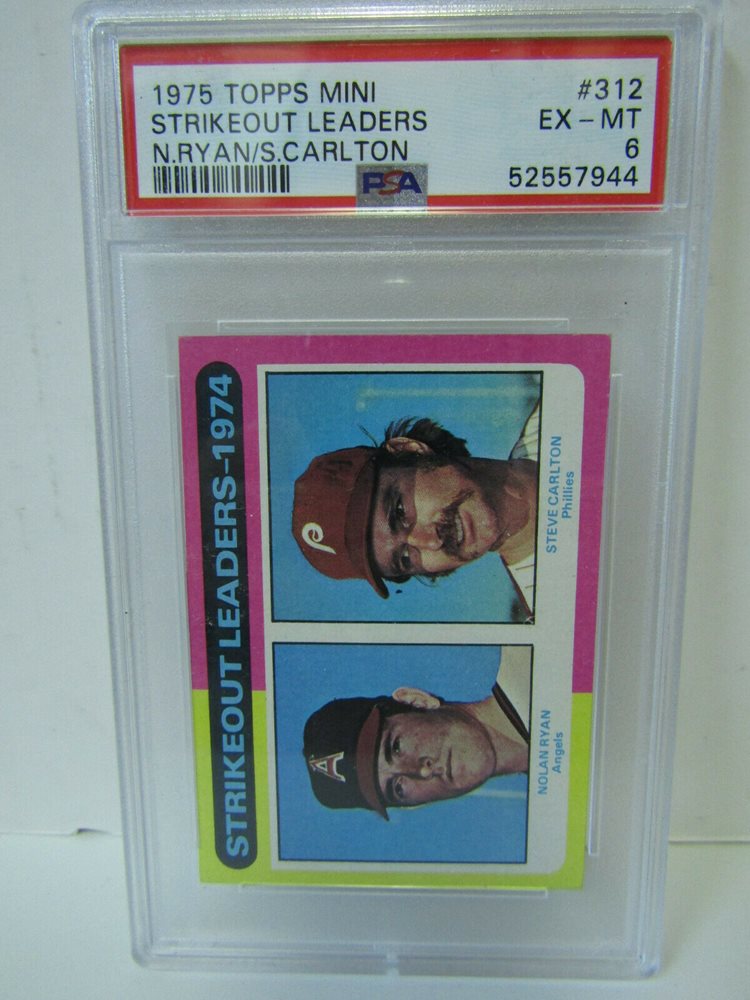 1975 TOPPS MINI #312
STRIKEOUT LEADERS EX-MT
N.RYAN/S.CARLTON 6
PSA 52557944
STRIKEOUT LEADERS-1974
P
STEVE CARLTON
Phillies
A
NOLAN RYAN
Angels